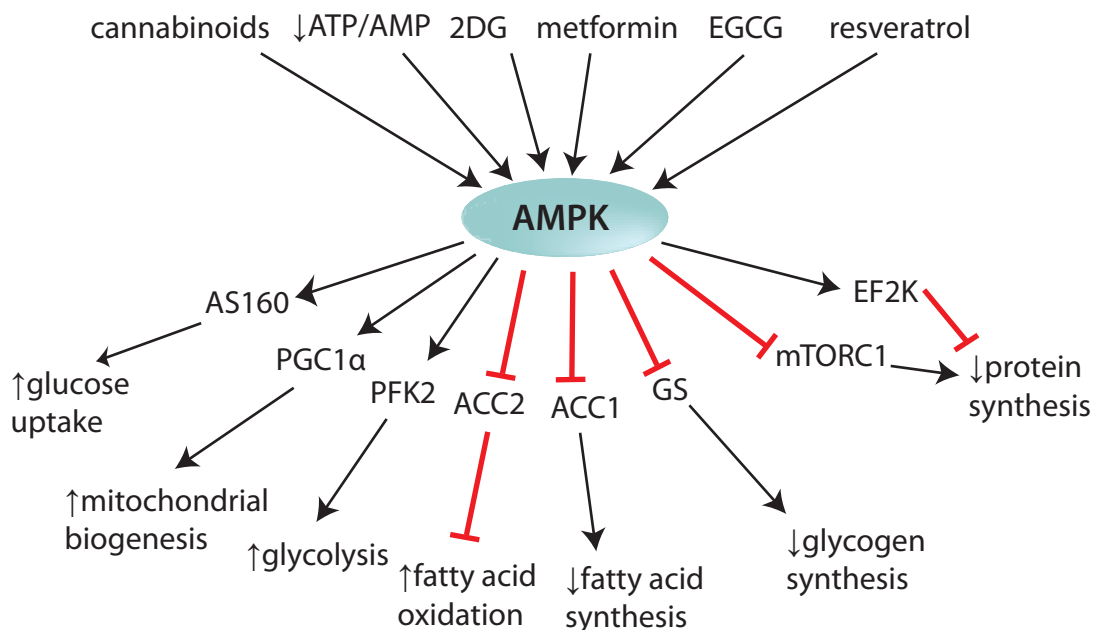 cannabinoids ↓ATP/AMP 2DG metformin EGCG resveratrol
AMPK
AS160
EF2K
PGC1α
mTORC1
PFK2
ACC2
ACC1
GS
↑glucose
uptake
↓protein
synthesis
↑mitochondrial
biogenesis
↑glycolysis
↑fatty acid
oxidation
↓fatty acid
synthesis
↓glycogen
synthesis